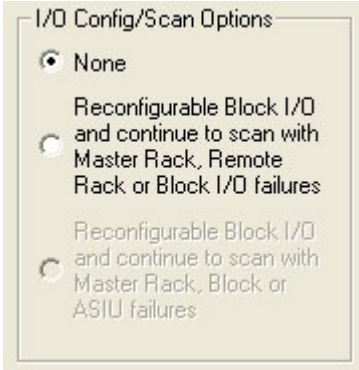 I/O Config/Scan Options
None
Reconfigurable Block I/O
and continue to scan with
Master Rack, Remote
Rack or Block I/O failures
Reconfigurable Block I/O
and continue to scan with
Master Rack, Block or
ASIU failures